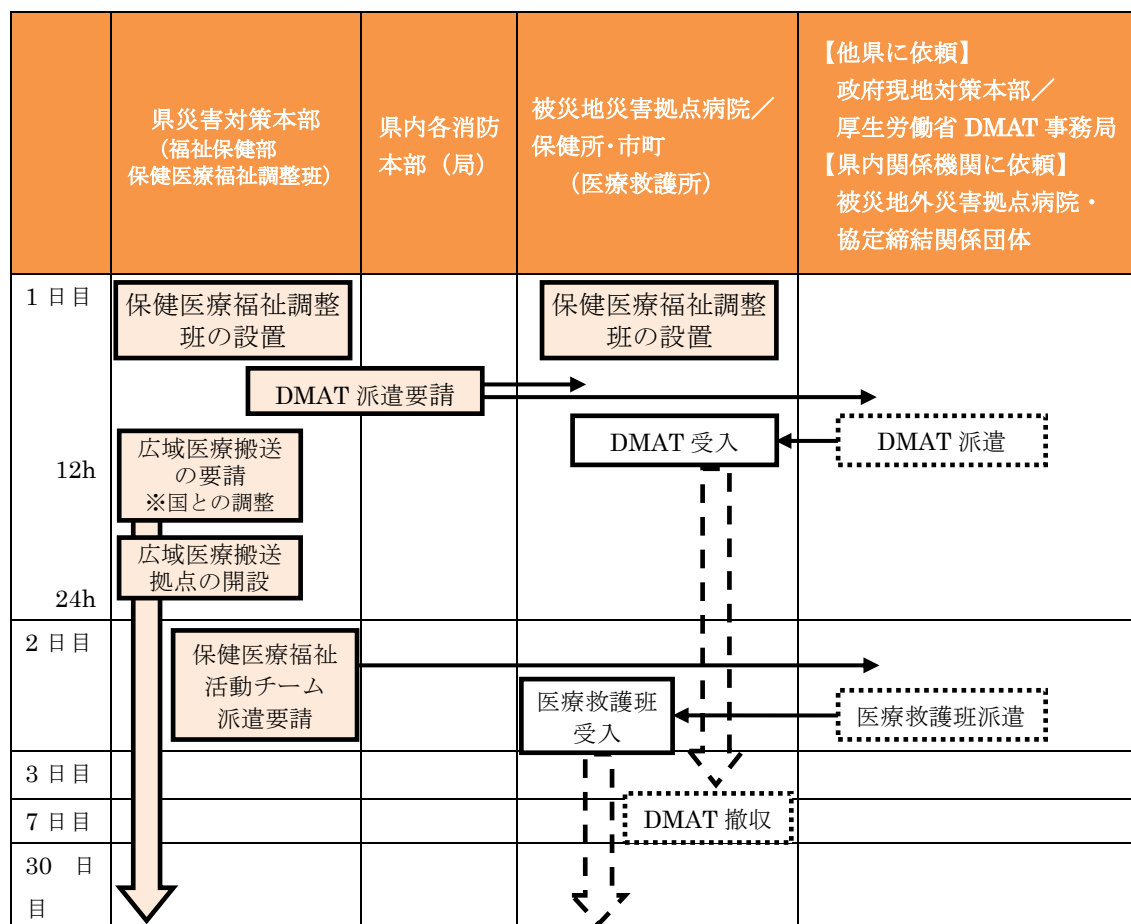 県災害対策本部
（福祉保健部
保健医療福祉調整班）
県内各消防
本部（局）
被災地災害拠点病院／
保健所・市町
（医療救護所）
【他県に依頼】
政府現地対策本部／
厚生労働省 DMAT 事務局
【県内関係機関に依頼】
被災地外災害拠点病院・
協定締結関係団体
1 日目
保健医療福祉調整
班の設置
保健医療福祉調整
班の設置
DMAT 派遣要請
DMAT 受入
DMAT 派遣
12h
広域医療搬送
の要請
※国との調整
広域医療搬送
拠点の開設
24h
2 日目
保健医療福祉
活動チーム
派遣要請
医療救護班
受入
医療救護班派遣
3 日目
7 日目
DMAT 撤収
30 日
目